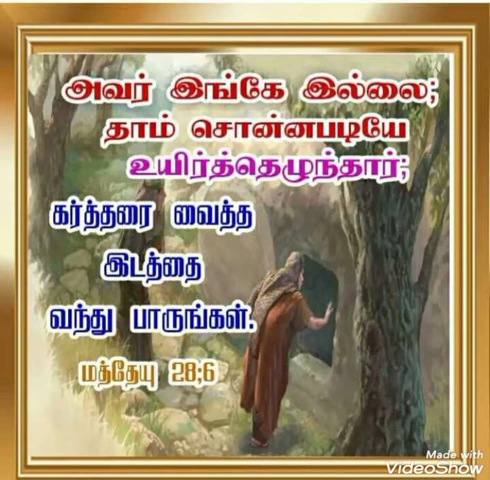 அவர் இங்கே இல்லை;
தாம் சொன்னபடியே
உயிர்த்தெழுந்தார்;
கர்த்தரை வைத்த
இடத்தை
வந்து பாருங்கள்.
மத்தேயு 28;6
Made with
VideoShow